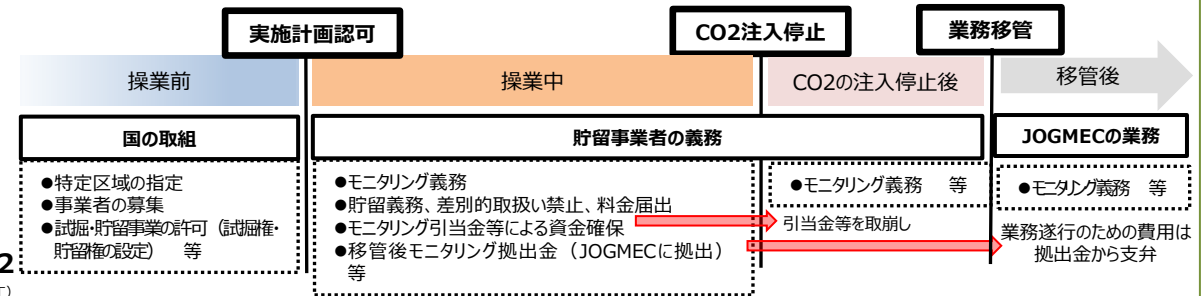 実施計画認可
CO2注入停止
業務移管
操業前
操業中
CO2の注入停止後
移管後
国の取組
貯留事業者の義務
JOGMECの業務
●特定区域の指定
●事業者の募集
●試掘・貯留事業の許可（試掘権・
貯留権の設定）　等
●モニタリング義務
●貯留義務、差別的取扱い禁止、料金届出
●モニタリング引当金等による資金確保
●移管後モニタリング拠出金（JOGMECに拠出）
等
●モニタリング義務　等
引当金等を取崩し
●モニタリング義務　等
業務遂行のための費用は
拠出金から支弁
2